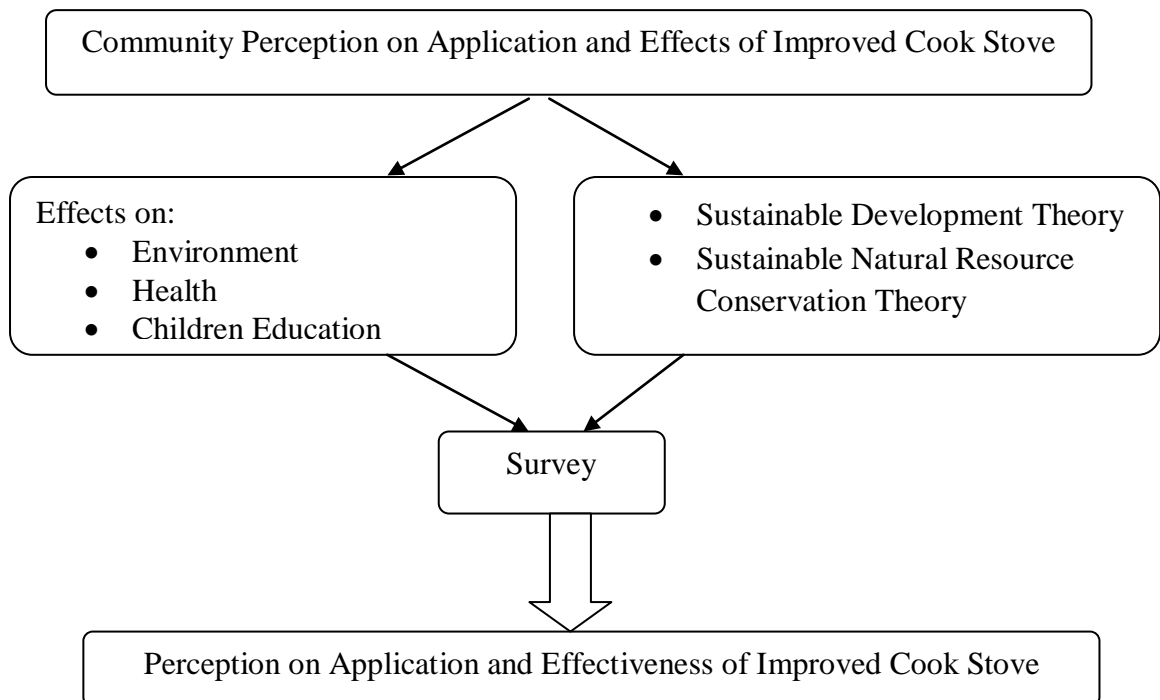 Community Perception on Application and Effects of Improved Cook Stove
Effects on:
• Environment
• Health
• Children Education
• Sustainable Development Theory
• Sustainable Natural Resource
Conservation Theory
Survey
Perception on Application and Effectiveness of Improved Cook Stove